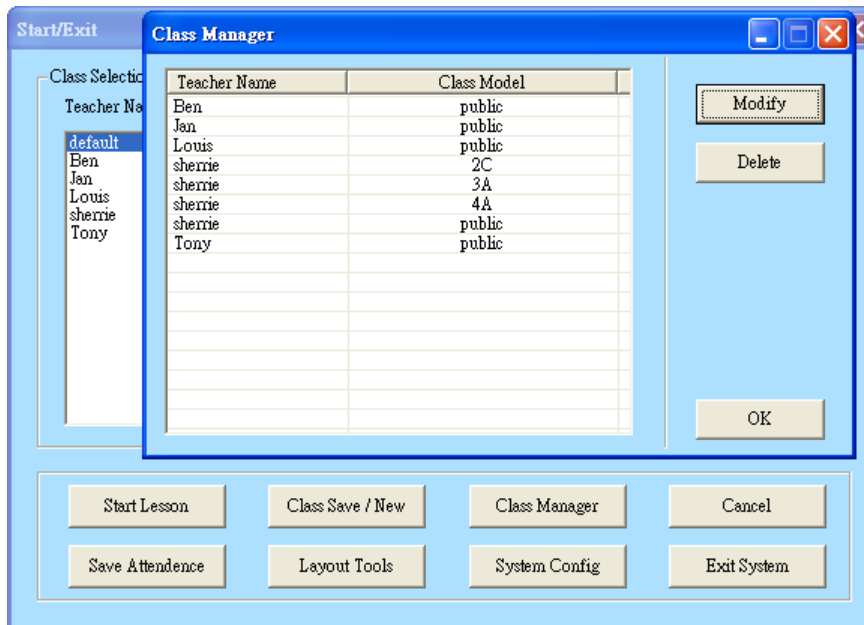 Start/Exit
Class Manager
Class Selectio
Teacher Na
default
Ben
Jan
Louis
sherrie
Tony
Teacher Name Class Model
Ben public
Jan public
Louis public
sherrie 2C
sherrie 3A
sherrie 4A
sherrie public
Tony public
Modify
Delete
OK
Start Lesson Class Save / New Class Manager Cancel
Save Attendence Layout Tools System Config Exit System